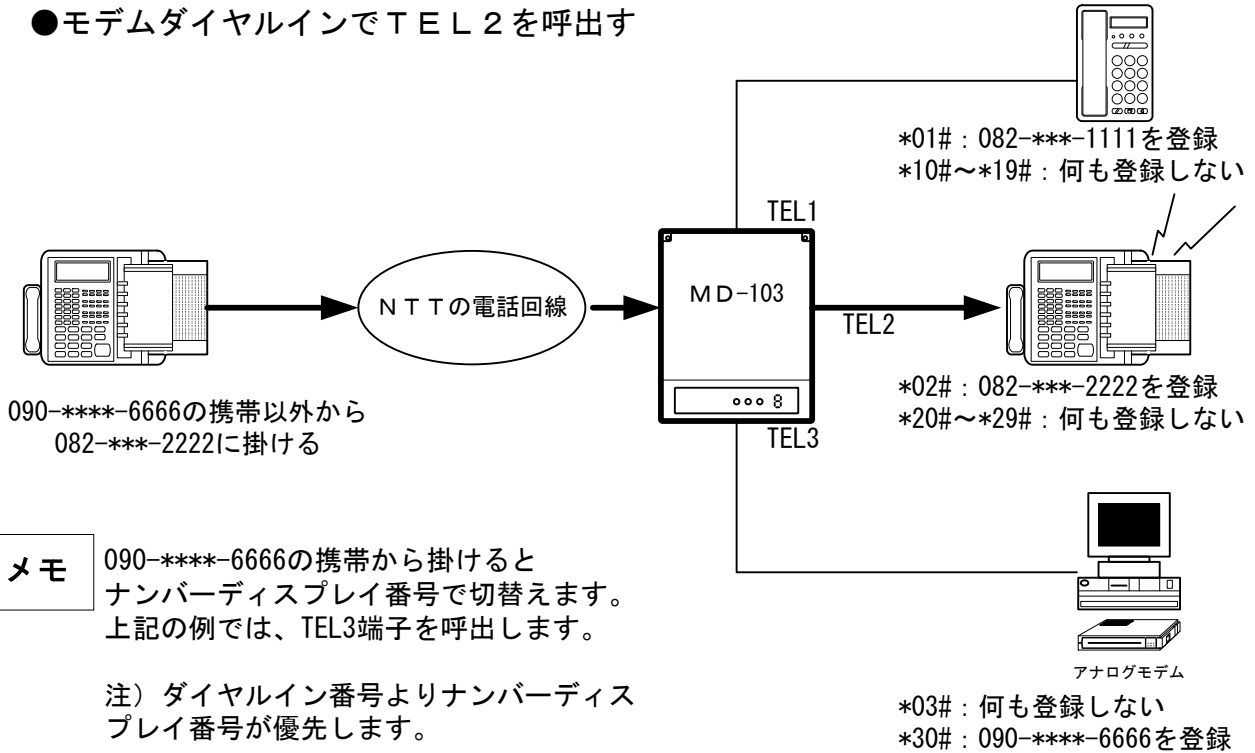 ●モデムダイヤルインでＴＥＬ２を呼出す
*01#：082-***-1111を登録
*10#～*19#：何も登録しない
TEL1
ＭＤ-103
ＮＴＴの電話回線
TEL2
*02#：082-***-2222を登録
*20#～*29#：何も登録しない
090-****-6666の携帯以外から
082-***-2222に掛ける
8
TEL3
メモ
090-****-6666の携帯から掛けると
ナンバーディスプレイ番号で切替えます。
上記の例では、TEL3端子を呼出します。
注）ダイヤルイン番号よりナンバーディス
プレイ番号が優先します。
アナログモデム
*03#：何も登録しない
*30#：090-****-6666を登録